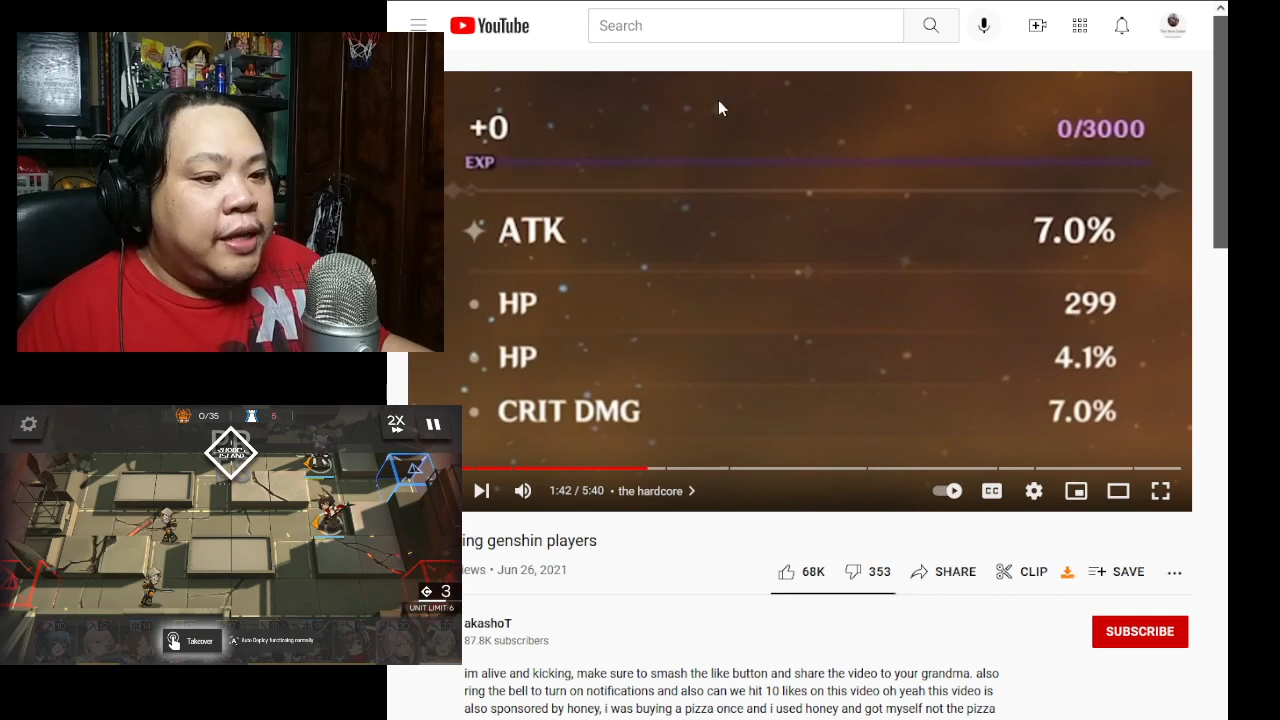 YouTube
Search
+0
0/3000
EXP
ATK 7.0%
HP 299
HP 4.1%
CRIT DMG 7.0%
1:42 / 5:40 • the hardcore
CC
ing genshin players
iews • Jun 26, 2021
68K
353
SHARE
CLIP
SAVE
akashoT
87.8K subscribers
SUBSCRIBE
im alive and kicking, make sure to smash the like button and share the video to your grandma. also
ring the bell to turn on notifications and also can we hit 10 likes on this video oh yeah this video is
also sponsored by honey, i was buying a pizza once and i used honey and got myself not the pizza
0/35
6
2X
3
UNIT LIMIT: 6
Takeover
Auto Deploy functioning normally